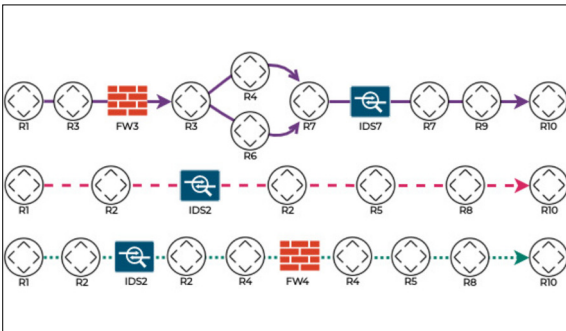 R4
R1 R3 FW3 R3 R7 IDS7 R7 R9 R10
R6
R1 R2 IDS2 R2 R5 R8 R10
R1 R2 IDS2 R2 R4 FW4 R4 R5 R8 R10